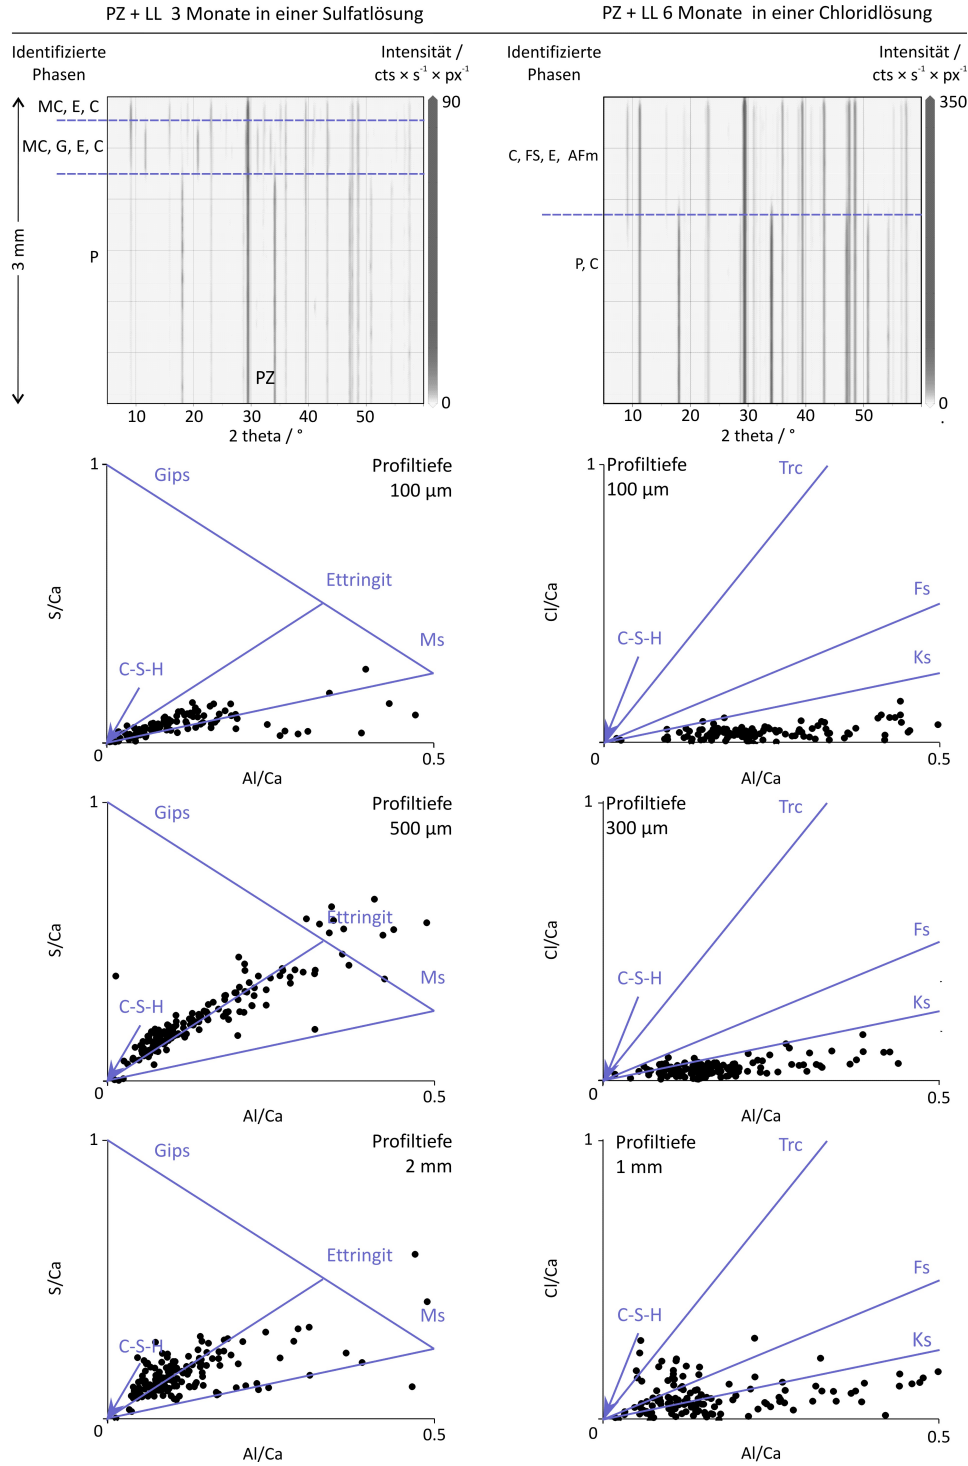 PZ + LL 3 Monate in einer Sulfatlösung
PZ + LL 6 Monate in einer Chloridlösung
Identifizierte
Phasen
Intensität /
cts × s⁻¹ × px⁻¹
MC, E, C
MC, G, E, C
P
3 mm
PZ
90
0
10 20 30 40 50
2 theta / °
Identifizierte
Phasen
Intensität /
cts × s⁻¹ × px⁻¹
C, FS, E, AFm
P, C
350
0
10 20 30 40 50
2 theta / °
1
Gips
Profiltiefe
100 µm
Ettringit
Ms
C-S-H
S/Ca
0
0.5
Al/Ca
1
Profiltiefe
100 µm
Trc
Fs
Ks
C-S-H
Cl/Ca
0
0.5
Al/Ca
1
Gips
Profiltiefe
500 µm
Ettringit
Ms
C-S-H
S/Ca
0
0.5
Al/Ca
1
Profiltiefe
300 µm
Trc
Fs
Ks
C-S-H
Cl/Ca
0
0.5
Al/Ca
1
Gips
Profiltiefe
2 mm
Ettringit
Ms
C-S-H
S/Ca
0
0.5
Al/Ca
1
Profiltiefe
1 mm
Trc
Fs
Ks
C-S-H
Cl/Ca
0
0.5
Al/Ca